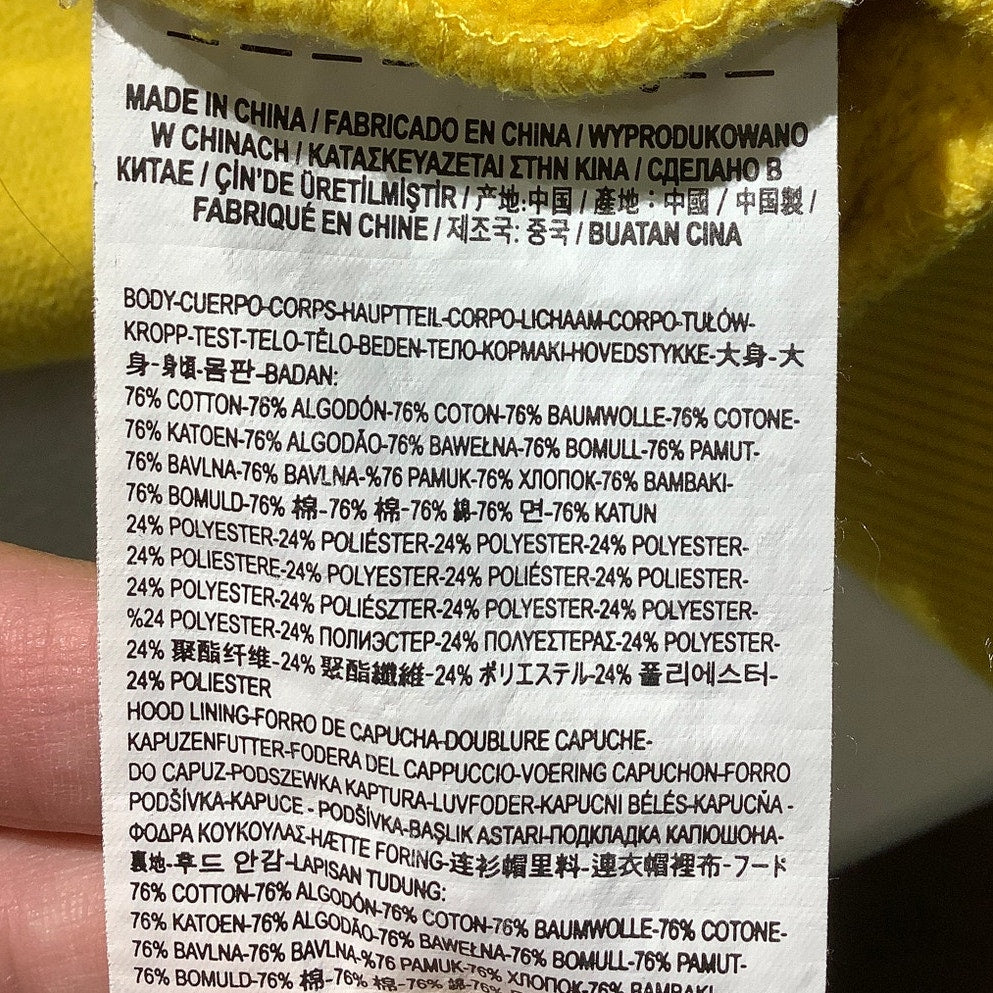 MADE IN CHINA / FABRICADO EN CHINA / WYPRODUKOWANO
W CHINACH / ΚΑΤΑΣΚΕΥΑΖΕΤΑΙ ΣΤΗΝ ΚΙΝΑ / СДЕЛАНО В
КИТАЕ / ÇİN'DE ÜRETİLMİŞTİR / 产地:中国 / 產地：中國 / 中国製 /
FABRIQUÉ EN CHINE / 제조국: 중국 / BUATAN CINA
BODY-CUERPO-CORPS-HAUPTTEIL-CORPO-LICHAAM-CORPO-TUŁÓW-
KROPP-TEST-TELO-TĚLO-BEDEN-ТЕЛО-ΚΟΡΜΑΚΙ-HOVEDSTYKKE-大身-大
身-身頃-몸판-BADAN:
76% COTTON-76% ALGODÓN-76% COTON-76% BAUMWOLLE-76% COTONE-
76% KATOEN-76% ALGODÃO-76% BAWEŁNA-76% BOMULL-76% PAMUT-
76% BAVLNA-76% BAVLNA-%76 PAMUK-76% ХЛОПОК-76% ΒΑΜΒΑΚΙ-
76% BOMULD-76% 棉-76% 棉-76% 綿-76% 면-76% KATUN
24% POLYESTER-24% POLIÉSTER-24% POLYESTER-24% POLYESTER-
24% POLIESTERE-24% POLYESTER-24% POLIÉSTER-24% POLIESTER-
24% POLYESTER-24% POLIÉSZTER-24% POLYESTER-24% POLYESTER-
%24 POLYESTER-24% ПОЛИЭСТЕР-24% ΠΟΛΥΕΣΤΕΡΑΣ-24% POLYESTER-
24% 聚酯纤维-24% 聚酯纖維-24% ポリエステル-24% 폴리에스터-
24% POLIESTER
HOOD LINING-FORRO DE CAPUCHA-DOUBLURE CAPUCHE-
KAPUZENFUTTER-FODERA DEL CAPPUCCIO-VOERING CAPUCHON-FORRO
DO CAPUZ-PODSZEWKA KAPTURA-LUVFODER-KAPUCNI BÉLÉS-KAPUCŇA -
PODŠÍVKA-KAPUCE - PODŠÍVKA-BAŞLIK ASTARI-ПОДКЛАДКА КАПЮШОНА-
ΦΟΔΡΑ ΚΟΥΚΟΥΛΑΣ-HÆTTE FORING-连衫帽里料-連衣帽裡布-フード
裏地-후드 안감-LAPISAN TUDUNG:
76% COTTON-76% ALGODÓN-76% COTON-76% BAUMWOLLE-76% COTONE-
76% KATOEN-76% ALGODÃO-76% BAWEŁNA-76% BOMULL-76% PAMUT-
76% BAVLNA-76% BAVLNA-%76 PAMUK-76% ХЛОПОК-76% ΒΑΜΒΑΚΙ-
76% BOMULD-76% 棉-76% 棉-76% 綿-76%